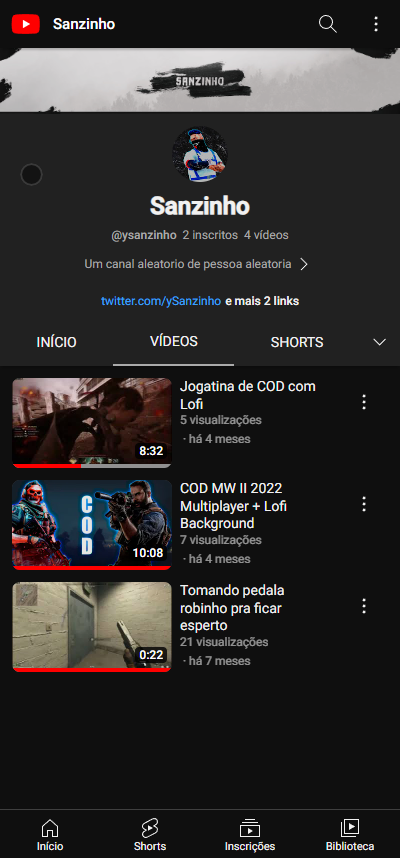 Sanzinho
SANZINHO
Sanzinho
@ysanzinho 2 inscritos 4 vídeos
Um canal aleatorio de pessoa aleatoria
twitter.com/ySanzinho e mais 2 links
INÍCIO VÍDEOS SHORTS
Jogatina de COD com
Lofi
5 visualizações
· há 4 meses
8:32
COD MW II 2022
Multiplayer + Lofi
Background
7 visualizações
· há 4 meses
COD
10:08
Tomando pedala
robinho pra ficar
esperto
21 visualizações
· há 7 meses
0:22
Início Shorts Inscrições Biblioteca